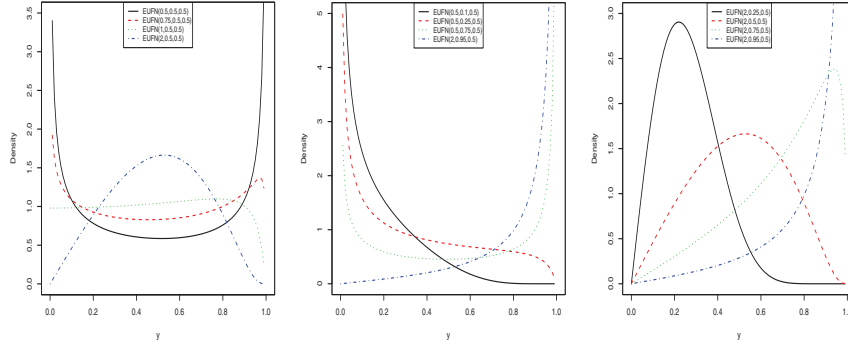 EUFN(0.5,0.5,0.5)
EUFN(0.75,0.5,0.5)
EUFN(1,0.5,0.5)
EUFN(2,0.5,0.5)
Density
3.5
3.0
2.5
2.0
1.5
1.0
0.5
0.0
0.0 0.2 0.4 0.6 0.8 1.0
y
EUFN(0.5,0.1,0.5)
EUFN(0.5,0.25,0.5)
EUFN(0.5,0.75,0.5)
EUFN(2,0.95,0.5)
Density
5
4
3
2
1
0
0.0 0.2 0.4 0.6 0.8 1.0
y
EUFN(2,0.25,0.5)
EUFN(2,0.5,0.5)
EUFN(2,0.75,0.5)
EUFN(2,0.95,0.5)
Density
3.0
2.5
2.0
1.5
1.0
0.5
0.0
0.0 0.2 0.4 0.6 0.8
y